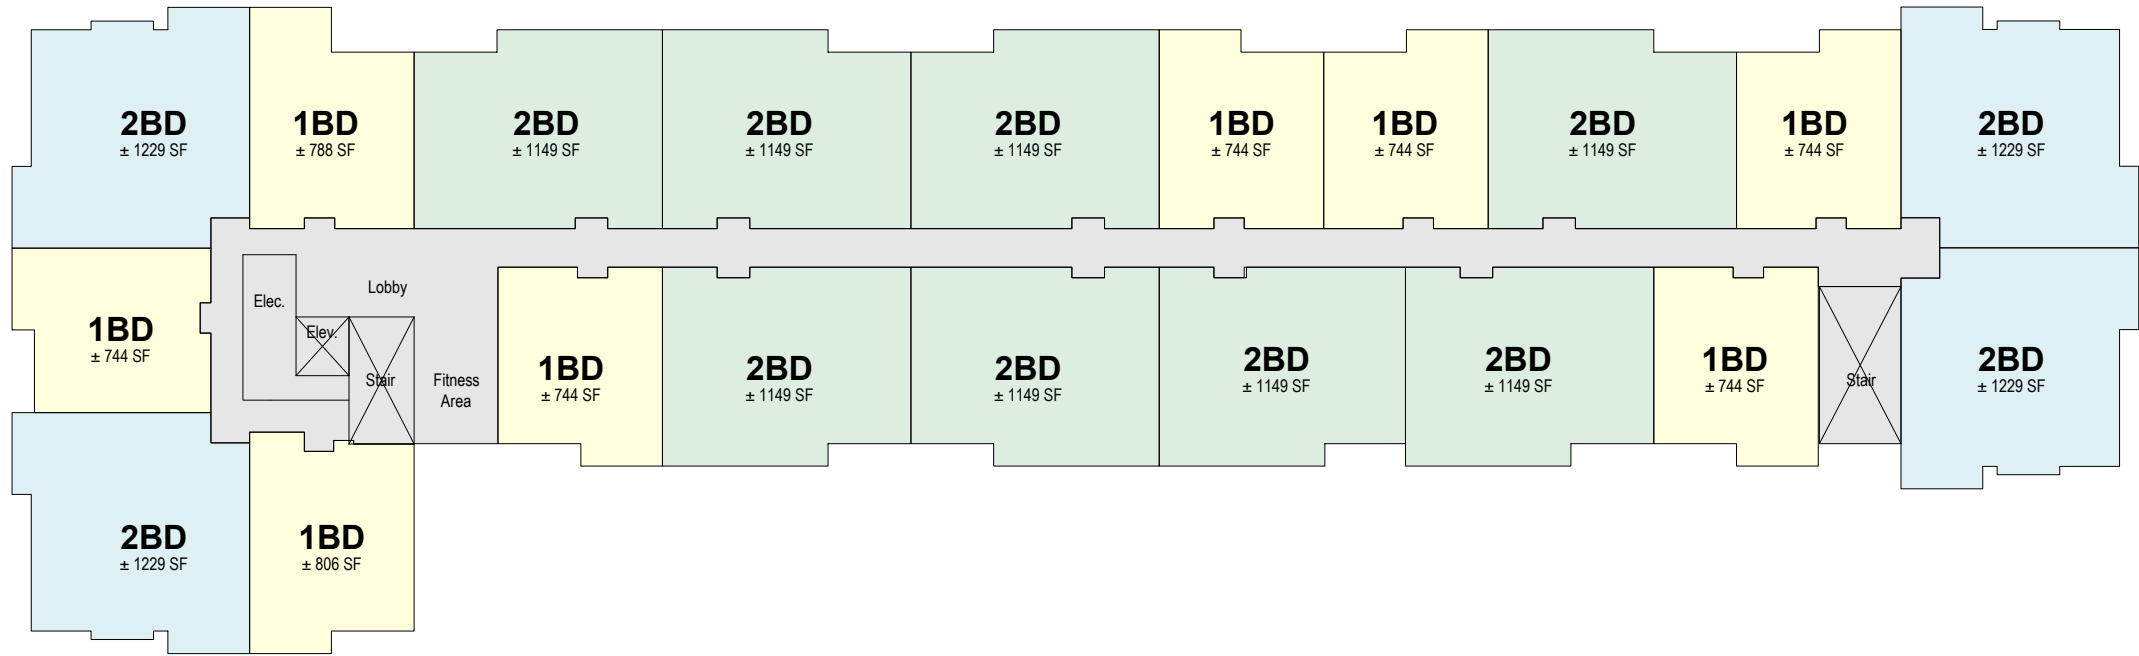 2BD
± 1229 SF
1BD
± 788 SF
2BD
± 1149 SF
2BD
± 1149 SF
2BD
± 1149 SF
1BD
± 744 SF
1BD
± 744 SF
2BD
± 1149 SF
1BD
± 744 SF
2BD
± 1229 SF
1BD
± 744 SF
Elec.
Lobby
Elev.
Stair
Fitness
Area
1BD
± 744 SF
2BD
± 1149 SF
2BD
± 1149 SF
2BD
± 1149 SF
2BD
± 1149 SF
1BD
± 744 SF
Stair
2BD
± 1229 SF
2BD
± 1229 SF
1BD
± 806 SF